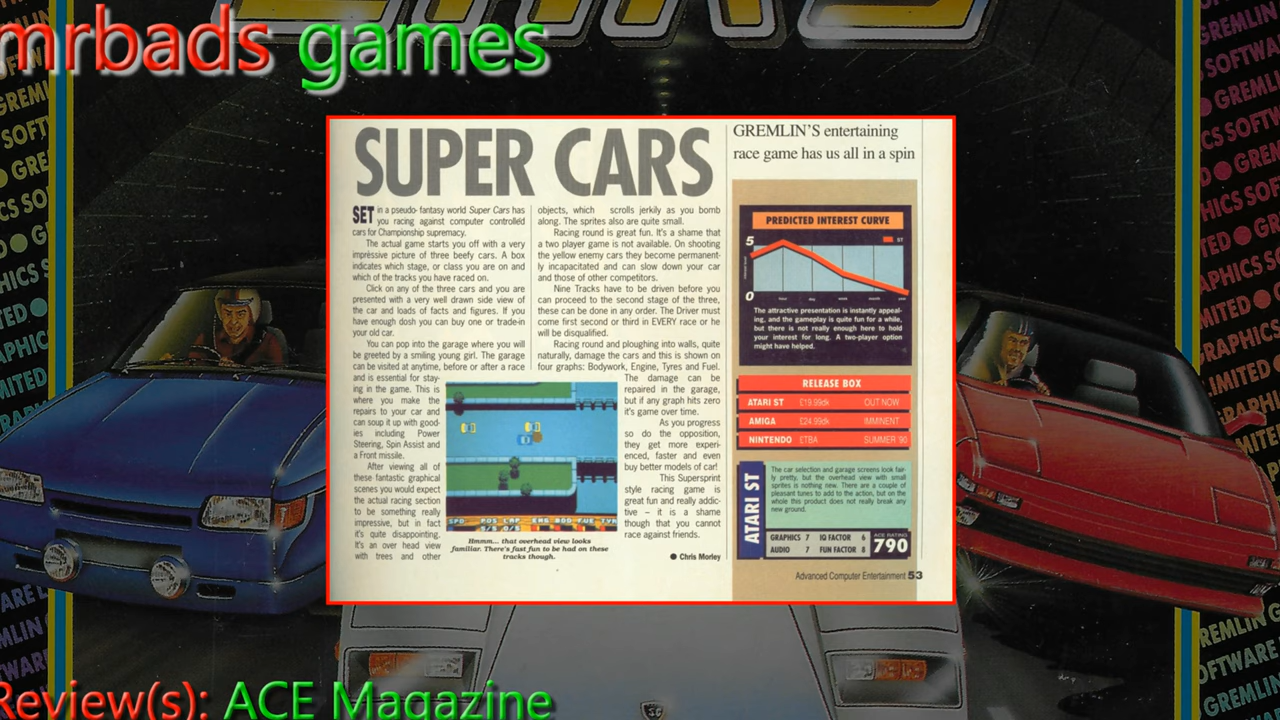 mrbads games
SUPER CARS
GREMLIN'S entertaining
race game has us all in a spin
SET in a pseudo- fantasy world Super Cars has
you racing against computer controlled
cars for Championship supremacy.
The actual game starts you off with a very
impressive picture of three beefy cars. A box
indicates which stage, or class you are on and
which of the tracks you have raced on.
Click on any of the three cars and you are
presented with a very well drawn side view of
the car and loads of facts and figures. If you
have enough dosh you can buy one or trade-in
your old car.
You can pop into the garage where you will
be greeted by a smiling young girl. The garage
can be visited at anytime, before or after a race
and is essential for stay-
ing in the game. This is
where you make the
repairs to your car and
can soup it up with good-
ies including Power
Steering, Spin Assist and
a Front missile.
After viewing all of
these fantastic graphical
scenes you would expect
the actual racing section
to be something really
impressive, but in fact
it's quite disappointing.
It's an over head view
with trees and other
objects, which scrolls jerkily as you bomb
along. The sprites also are quite small.
Racing round is great fun. It's a shame that
a two player game is not available. On shooting
the yellow enemy cars they become permanent-
ly incapacitated and can slow down your car
and those of other competitors.
Nine Tracks have to be driven before you
can proceed to the second stage of the three,
these can be done in any order. The Driver must
come first second or third in EVERY race or he
will be disqualified.
Racing round and ploughing into walls, quite
naturally, damage the cars and this is shown on
four graphs: Bodywork, Engine, Tyres and Fuel.
The damage can be
repaired in the garage,
but if any graph hits zero
it's game over time.
As you progress
so do the opposition,
they get more experi-
enced, faster and even
buy better models of car!
This Supersprint
style racing game is
great fun and really addic-
tive – it is a shame
though that you cannot
race against friends.
● Chris Morley
SPD POS LAP ENG BOD FUE TYR
5/5 0/5
Hmmm... that overhead view looks
familiar. There's fast fun to be had on these
tracks though.
PREDICTED INTEREST CURVE
5
ST
0
hour day week month year
The attractive presentation is instantly appeal-
ing, and the gameplay is quite fun for a while,
but there is not really enough here to hold
your interest for long. A two-player option
might have helped.
RELEASE BOX
ATARI ST £19.99dk OUT NOW
AMIGA £24.99dk IMMINENT
NINTENDO £TBA SUMMER '90
ATARI ST
The car selection and garage screens look fair-
ly pretty, but the overhead view with small
sprites is nothing new. There are a couple of
pleasant tunes to add to the action, but on the
whole this product does not really break any
new ground.
GRAPHICS 7 IQ FACTOR 6
AUDIO 7 FUN FACTOR 8
ACE RATING
790
Advanced Computer Entertainment 53
Review(s): ACE Magazine